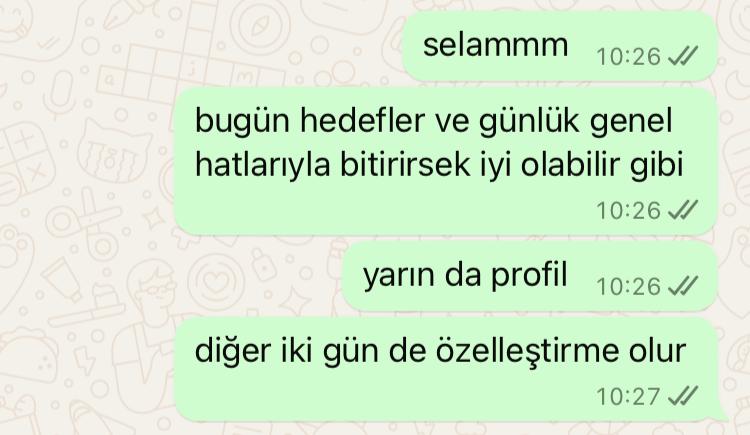 selammm 10:26
bugün hedefler ve günlük genel
hatlarıyla bitirirsek iyi olabilir gibi
10:26
yarın da profil 10:26
diğer iki gün de özelleştirme olur
10:27